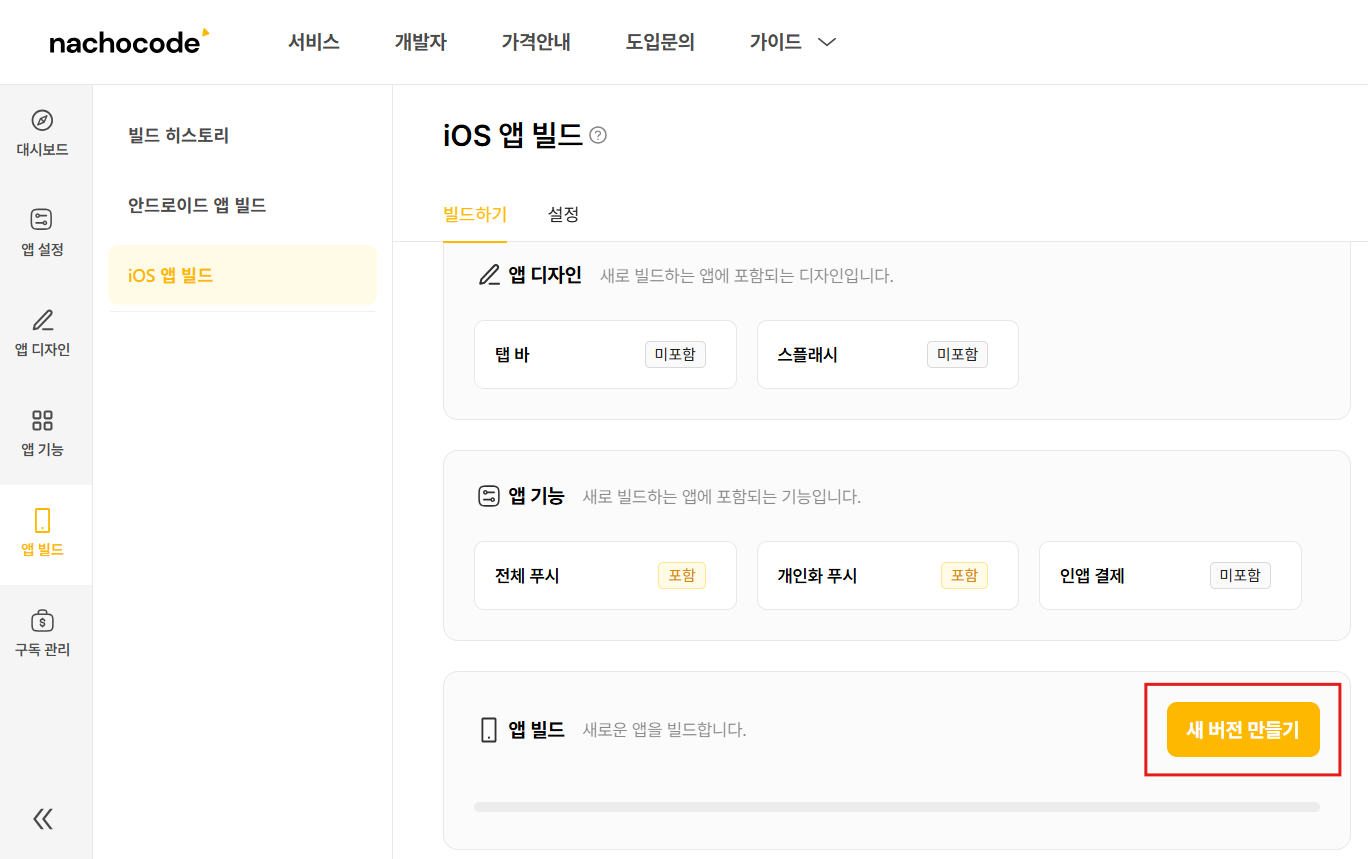 nachocode
서비스
개발자
가격안내
도입문의
가이드
대시보드
앱 설정
앱 디자인
앱 기능
앱 빌드
구독 관리
빌드 히스토리
안드로이드 앱 빌드
iOS 앱 빌드
iOS 앱 빌드 ?
빌드하기
설정
앱 디자인 새로 빌드하는 앱에 포함되는 디자인입니다.
탭 바 미포함
스플래시 미포함
앱 기능 새로 빌드하는 앱에 포함되는 기능입니다.
전체 푸시 포함
개인화 푸시 포함
인앱 결제 미포함
앱 빌드 새로운 앱을 빌드합니다.
새 버전 만들기